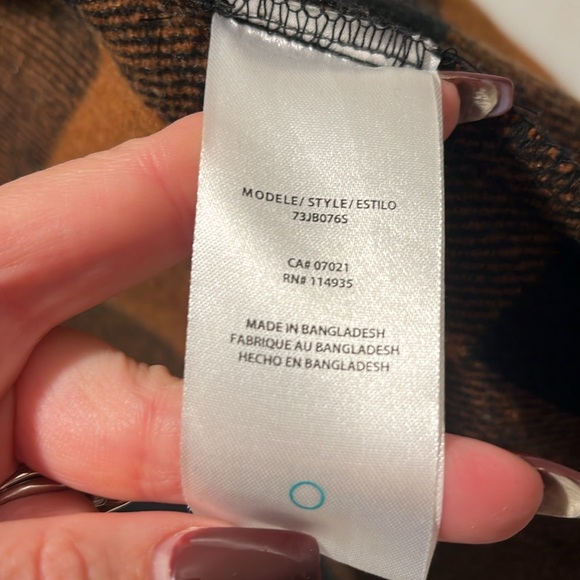 MODELE/ STYLE/ ESTILO
73JB076S
CA# 07021
RN# 114935
MADE IN BANGLADESH
FABRIQUE AU BANGLADESH
HECHO EN BANGLADESH